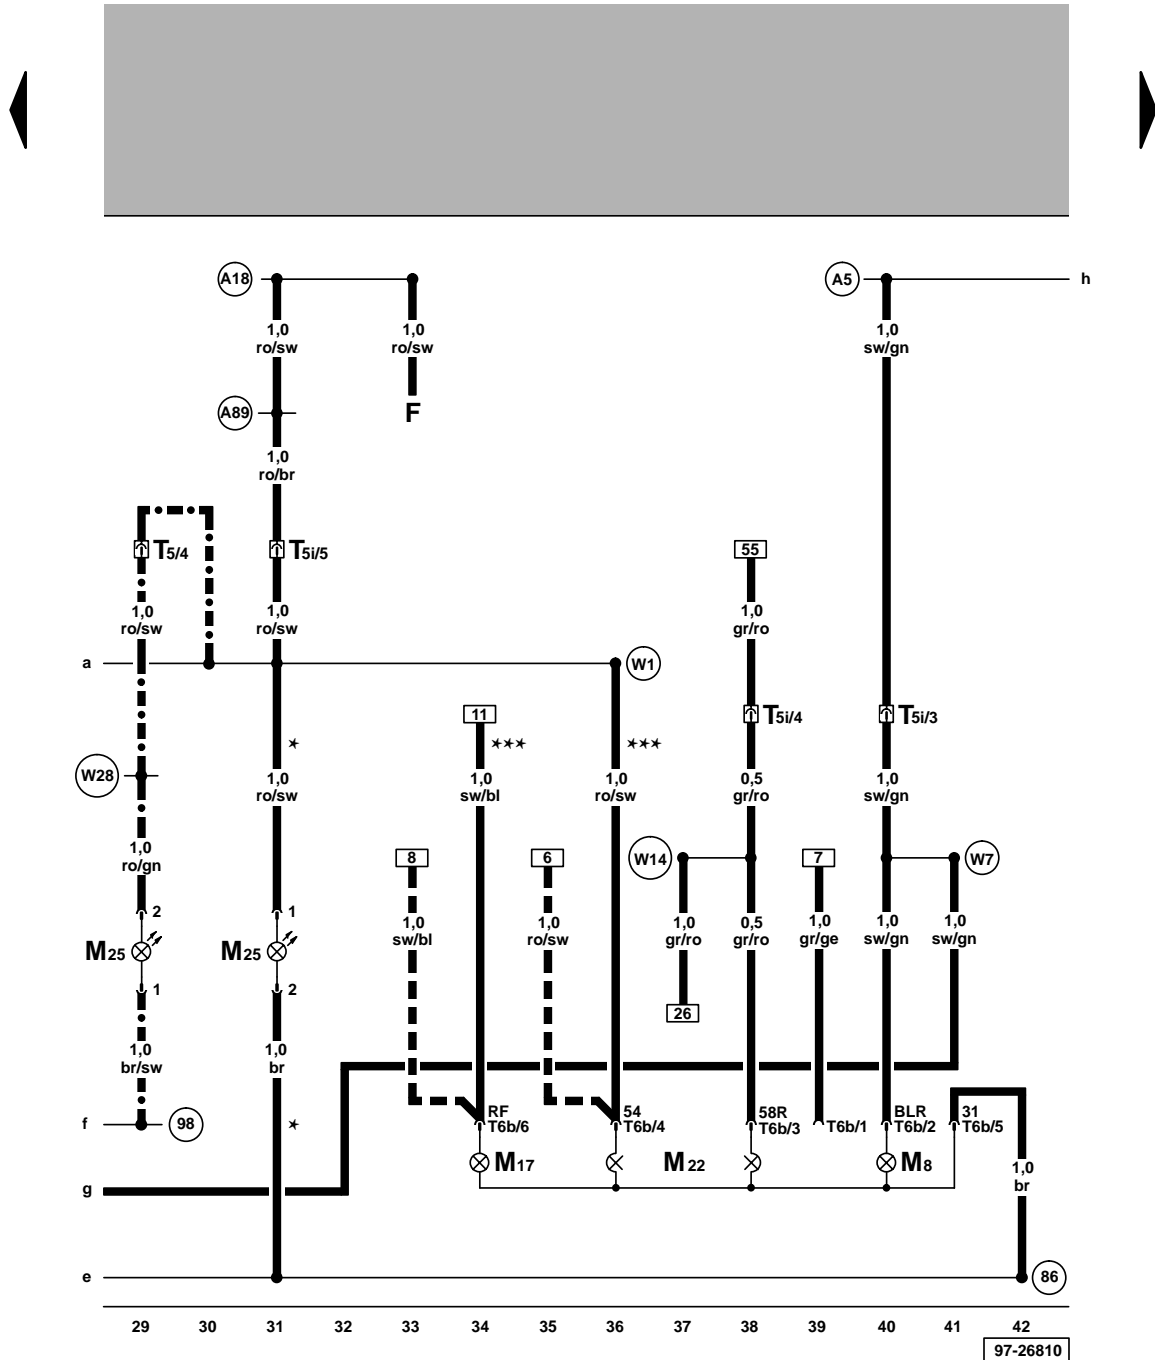 A18
A5
h
1,0
ro/sw
1,0
ro/sw
1,0
sw/gn
A89
F
1,0
ro/br
T5/4
T5i/5
55
1,0
ro/sw
1,0
ro/sw
1,0
gr/ro
a
W1
11
T5i/4
T5i/3
★
★★★
★★★
W28
1,0
ro/sw
1,0
sw/bl
1,0
ro/sw
0,5
gr/ro
1,0
sw/gn
1,0
ro/gn
8
6
W14
7
W7
2
1
1,0
sw/bl
1,0
ro/sw
1,0
gr/ro
0,5
gr/ro
1,0
gr/ge
1,0
sw/gn
1,0
sw/gn
M25
M25
1
2
26
1,0
br/sw
1,0
br
f
98
★
RF
T6b/6
54
T6b/4
58R
T6b/3
T6b/1
BLR
T6b/2
31
T6b/5
M17
M22
M8
1,0
br
g
e
86
29 30 31 32 33 34 35 36 37 38 39 40 41 42
97-26810